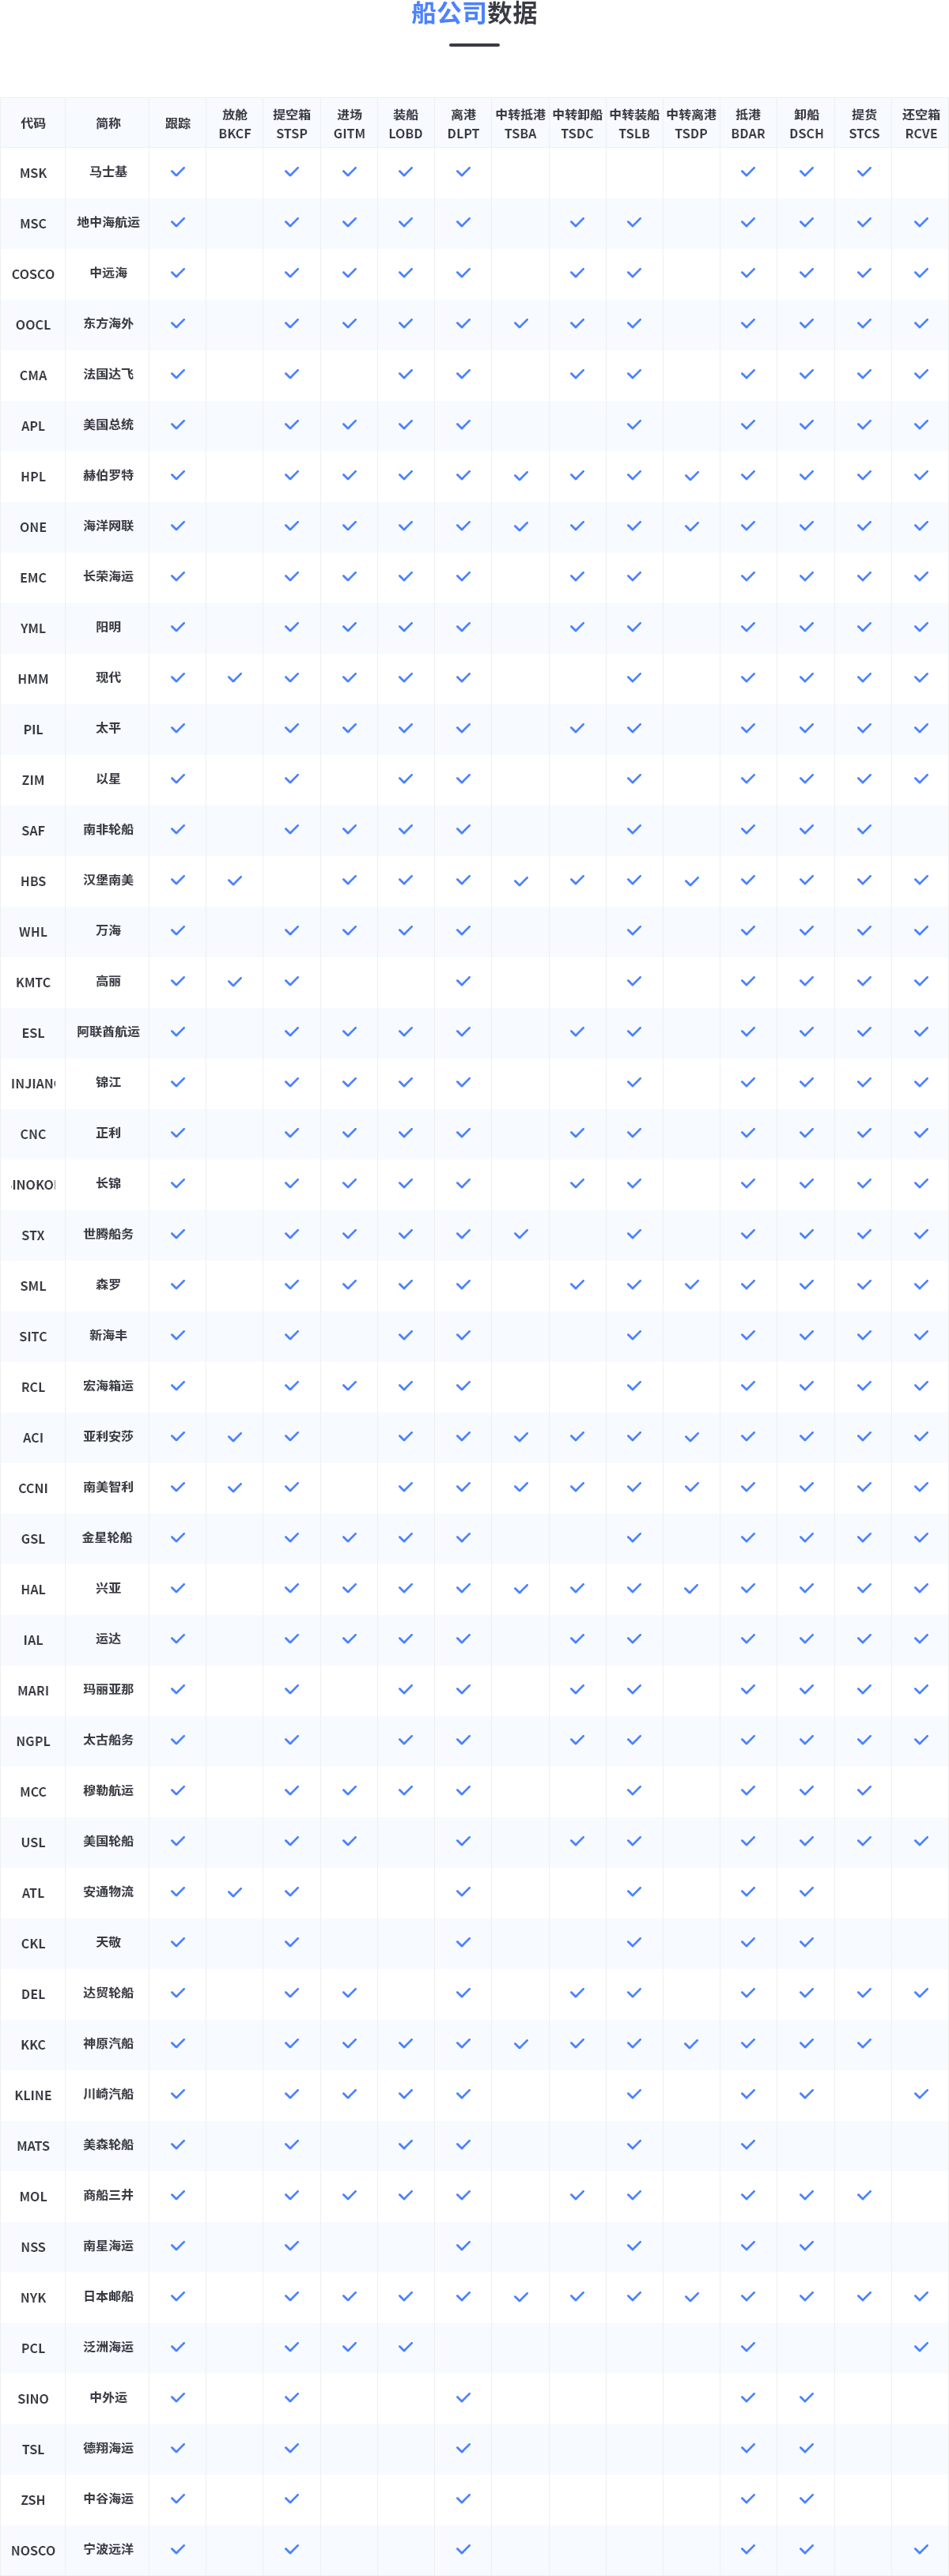 船公司数据
代码 简称 跟踪 放舱 BKCF 提空箱 STSP 进场 GITM 装船 LOBD 离港 DLPT 中转抵港 TSBA 中转卸船 TSDC 中转装船 TSLB 中转离港 TSDP 抵港 BDAR 卸船 DSCH 提货 STCS 还空箱 RCVE
MSK 马士基
MSC 地中海航运
COSCO 中远海
OOCL 东方海外
CMA 法国达飞
APL 美国总统
HPL 赫伯罗特
ONE 海洋网联
EMC 长荣海运
YML 阳明
HMM 现代
PIL 太平
ZIM 以星
SAF 南非轮船
HBS 汉堡南美
WHL 万海
KMTC 高丽
ESL 阿联酋航运
INJIAN 锦江
CNC 正利
INOKO 长锦
STX 世腾船务
SML 森罗
SITC 新海丰
RCL 宏海箱运
ACI 亚利安莎
CCNI 南美智利
GSL 金星轮船
HAL 兴亚
IAL 运达
MARI 玛丽亚那
NGPL 太古船务
MCC 穆勒航运
USL 美国轮船
ATL 安通物流
CKL 天敬
DEL 达贸轮船
KKC 神原汽船
KLINE 川崎汽船
MATS 美森轮船
MOL 商船三井
NSS 南星海运
NYK 日本邮船
PCL 泛洲海运
SINO 中外运
TSL 德翔海运
ZSH 中谷海运
NOSCO 宁波远洋